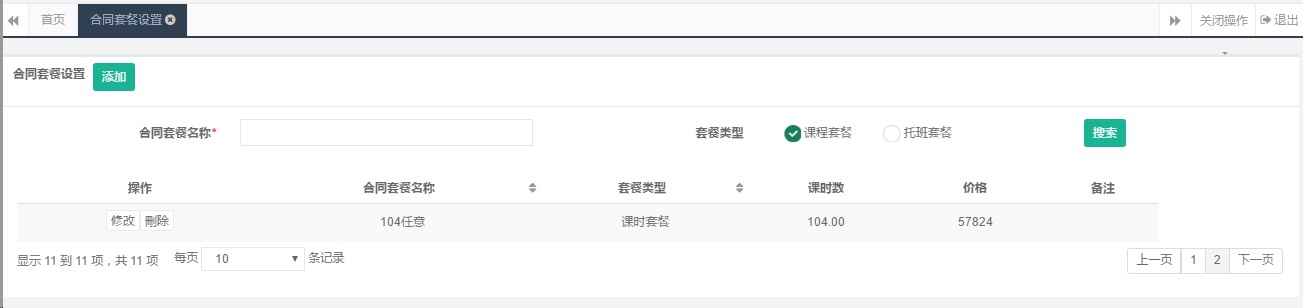 首页 合同套餐设置 关闭操作 退出
合同套餐设置 添加
合同套餐名称* 套餐类型 课程套餐 托班套餐 搜索
操作 合同套餐名称 套餐类型 课时数 价格 备注
修改 删除 104任意 课时套餐 104.00 57824
显示 11 到 11 项，共 11 项 每页 10 条记录 上一页 1 2 下一页